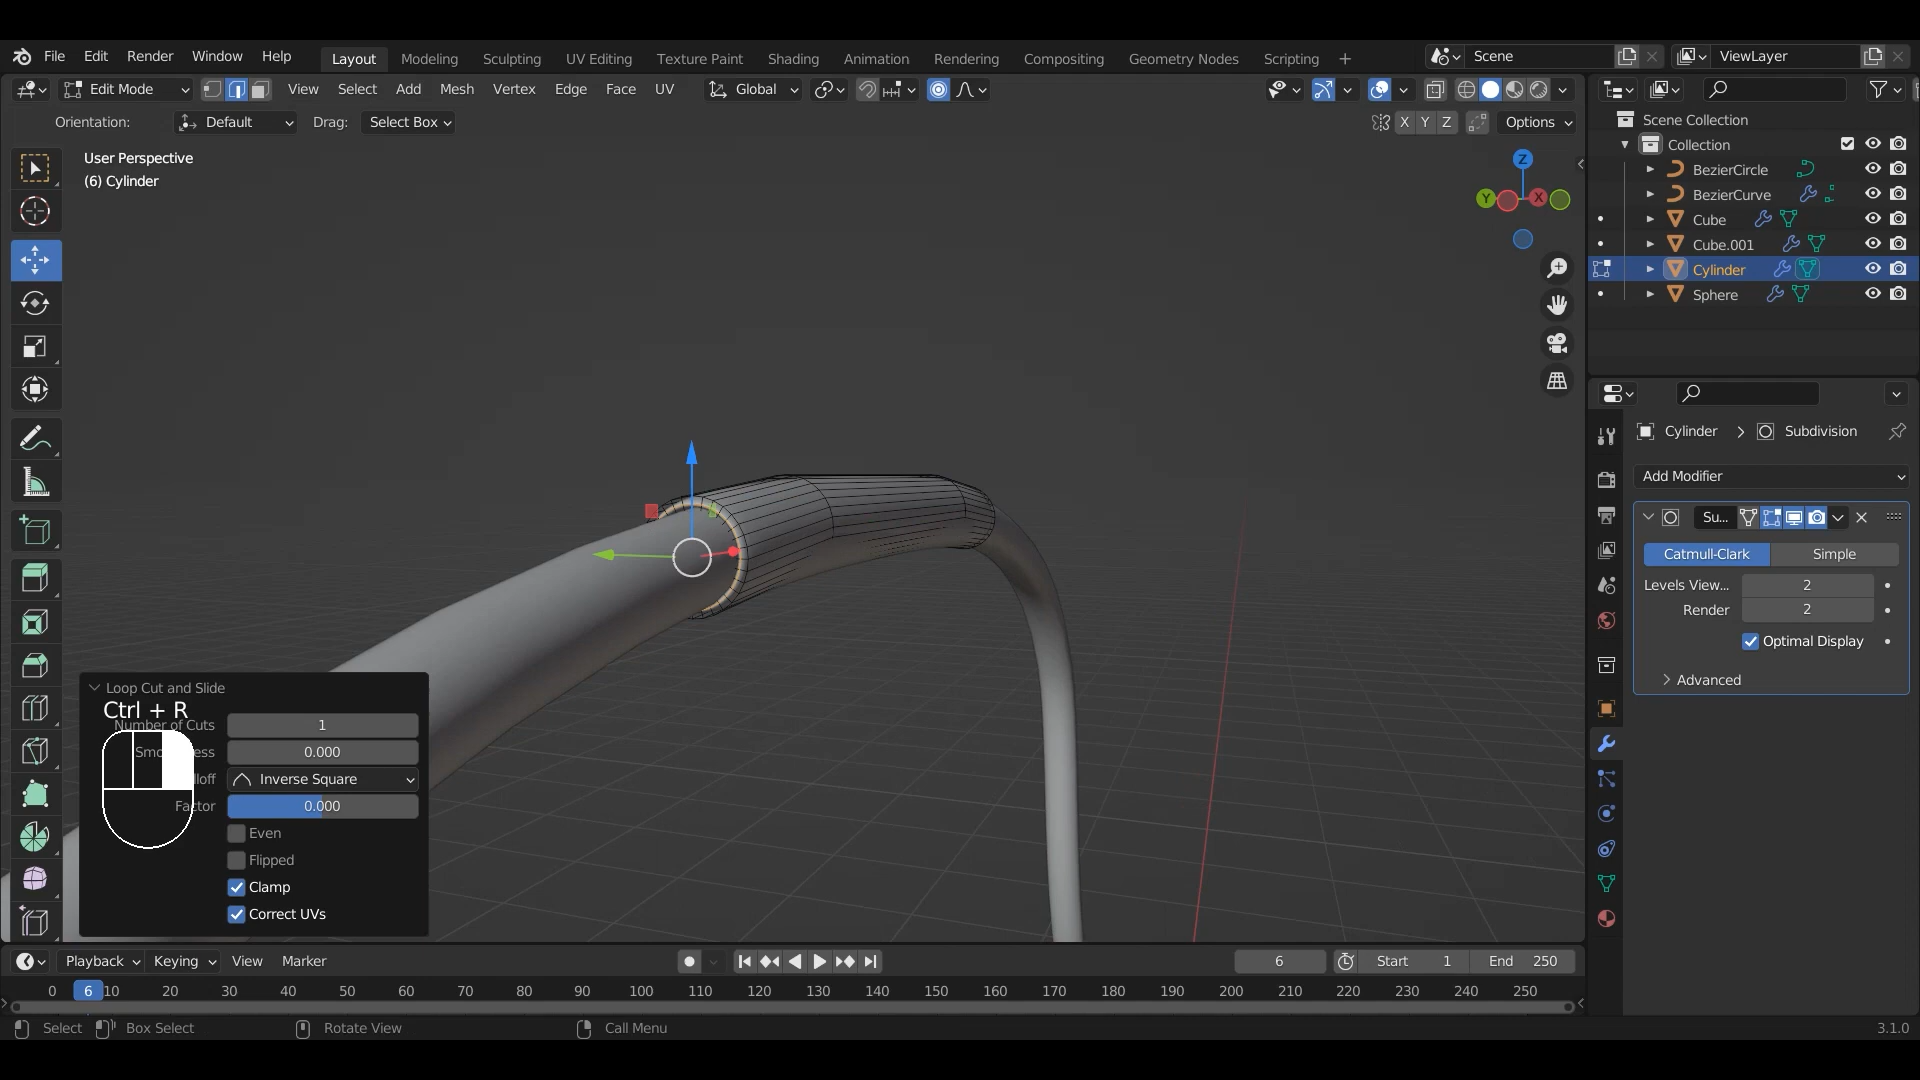 File Edit Render Window Help Layout Modeling Sculpting UV Editing Texture Paint Shading Animation Rendering Compositing Geometry Nodes Scripting + Scene ViewLayer
Edit Mode View Select Add Mesh Vertex Edge Face UV Global
Orientation: Default Drag: Select Box X Y Z Options
User Perspective
(6) Cylinder
Z
Y X
Scene Collection
Collection
BezierCircle
BezierCurve
Cube
Cube.001
Cylinder
Sphere
Cylinder > Subdivision
Add Modifier
Su...
Catmull-Clark Simple
Levels View... 2
Render 2
Optimal Display
Advanced
Loop Cut and Slide
Ctrl + R
Number of Cuts 1
Smo ess 0.000
lloff Inverse Square
Factor 0.000
Even
Flipped
Clamp
Correct UVs
Playback Keying View Marker 6 Start 1 End 250
0 6 10 20 30 40 50 60 70 80 90 100 110 120 130 140 150 160 170 180 190 200 210 220 230 240 250
Select Box Select Rotate View Call Menu 3.1.0